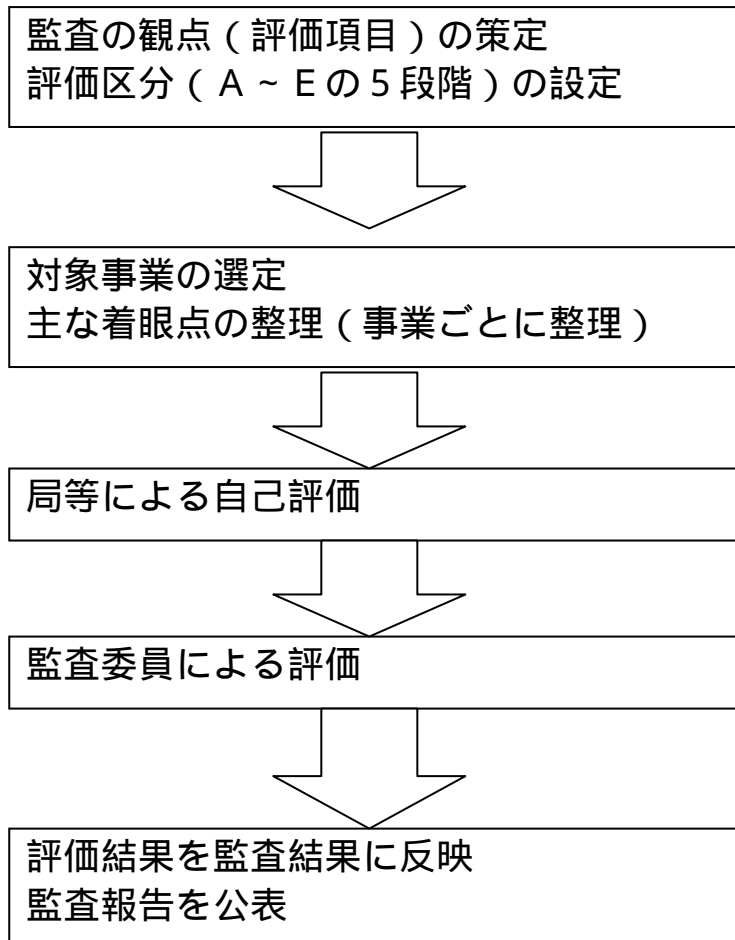 監査の観点（評価項目）の策定
評価区分（Ａ～Ｅの５段階）の設定
対象事業の選定
主な着眼点の整理（事業ごとに整理）
局等による自己評価
監査委員による評価
評価結果を監査結果に反映
監査報告を公表